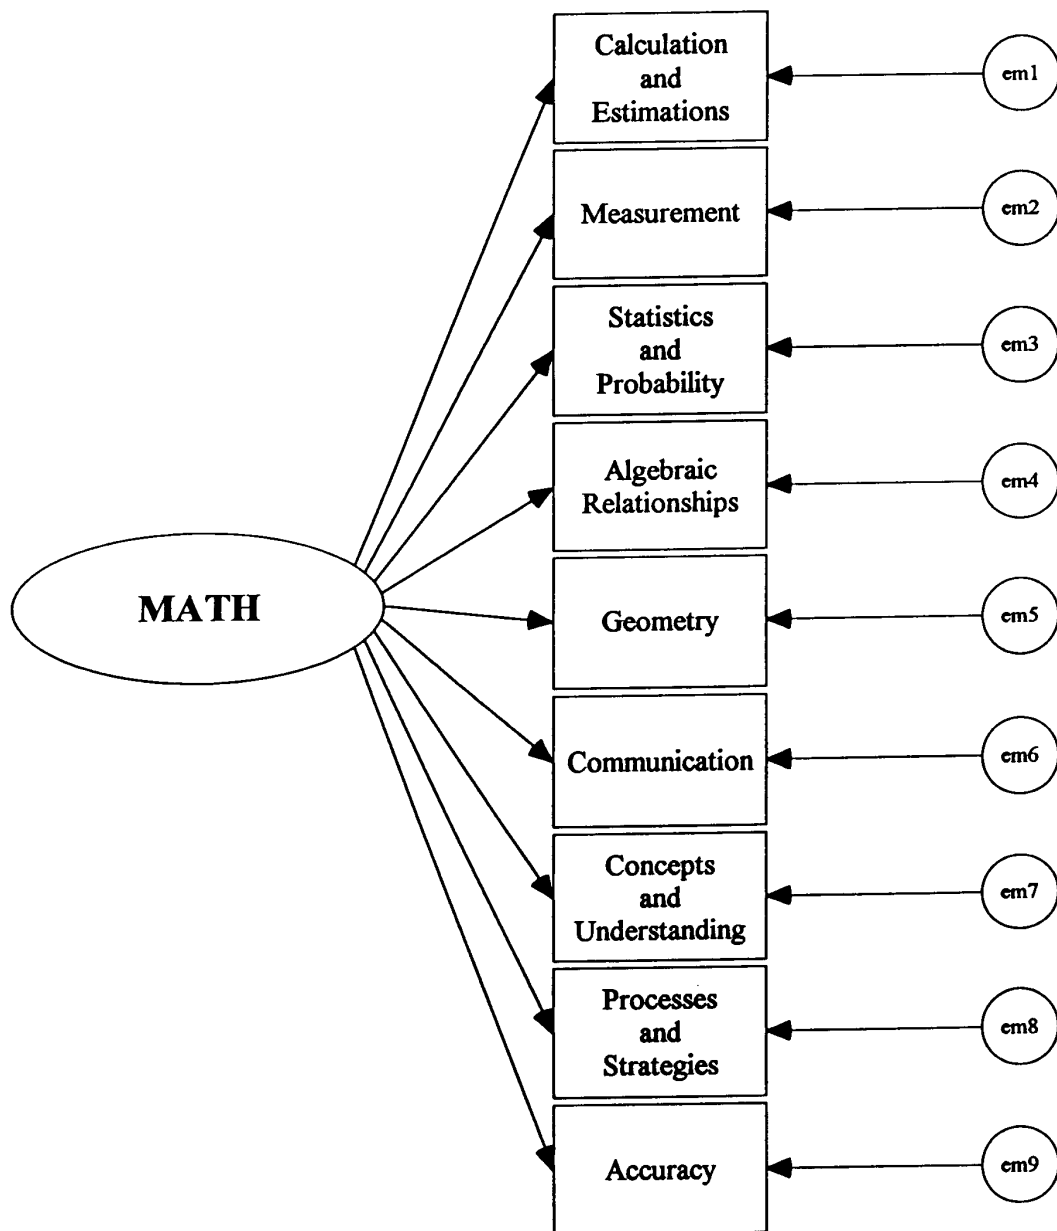 Calculation
and
Estimations
em1
Measurement
em2
Statistics
and
Probability
em3
Algebraic
Relationships
em4
MATH
Geometry
em5
Communication
em6
Concepts
and
Understanding
em7
Processes
and
Strategies
em8
Accuracy
em9